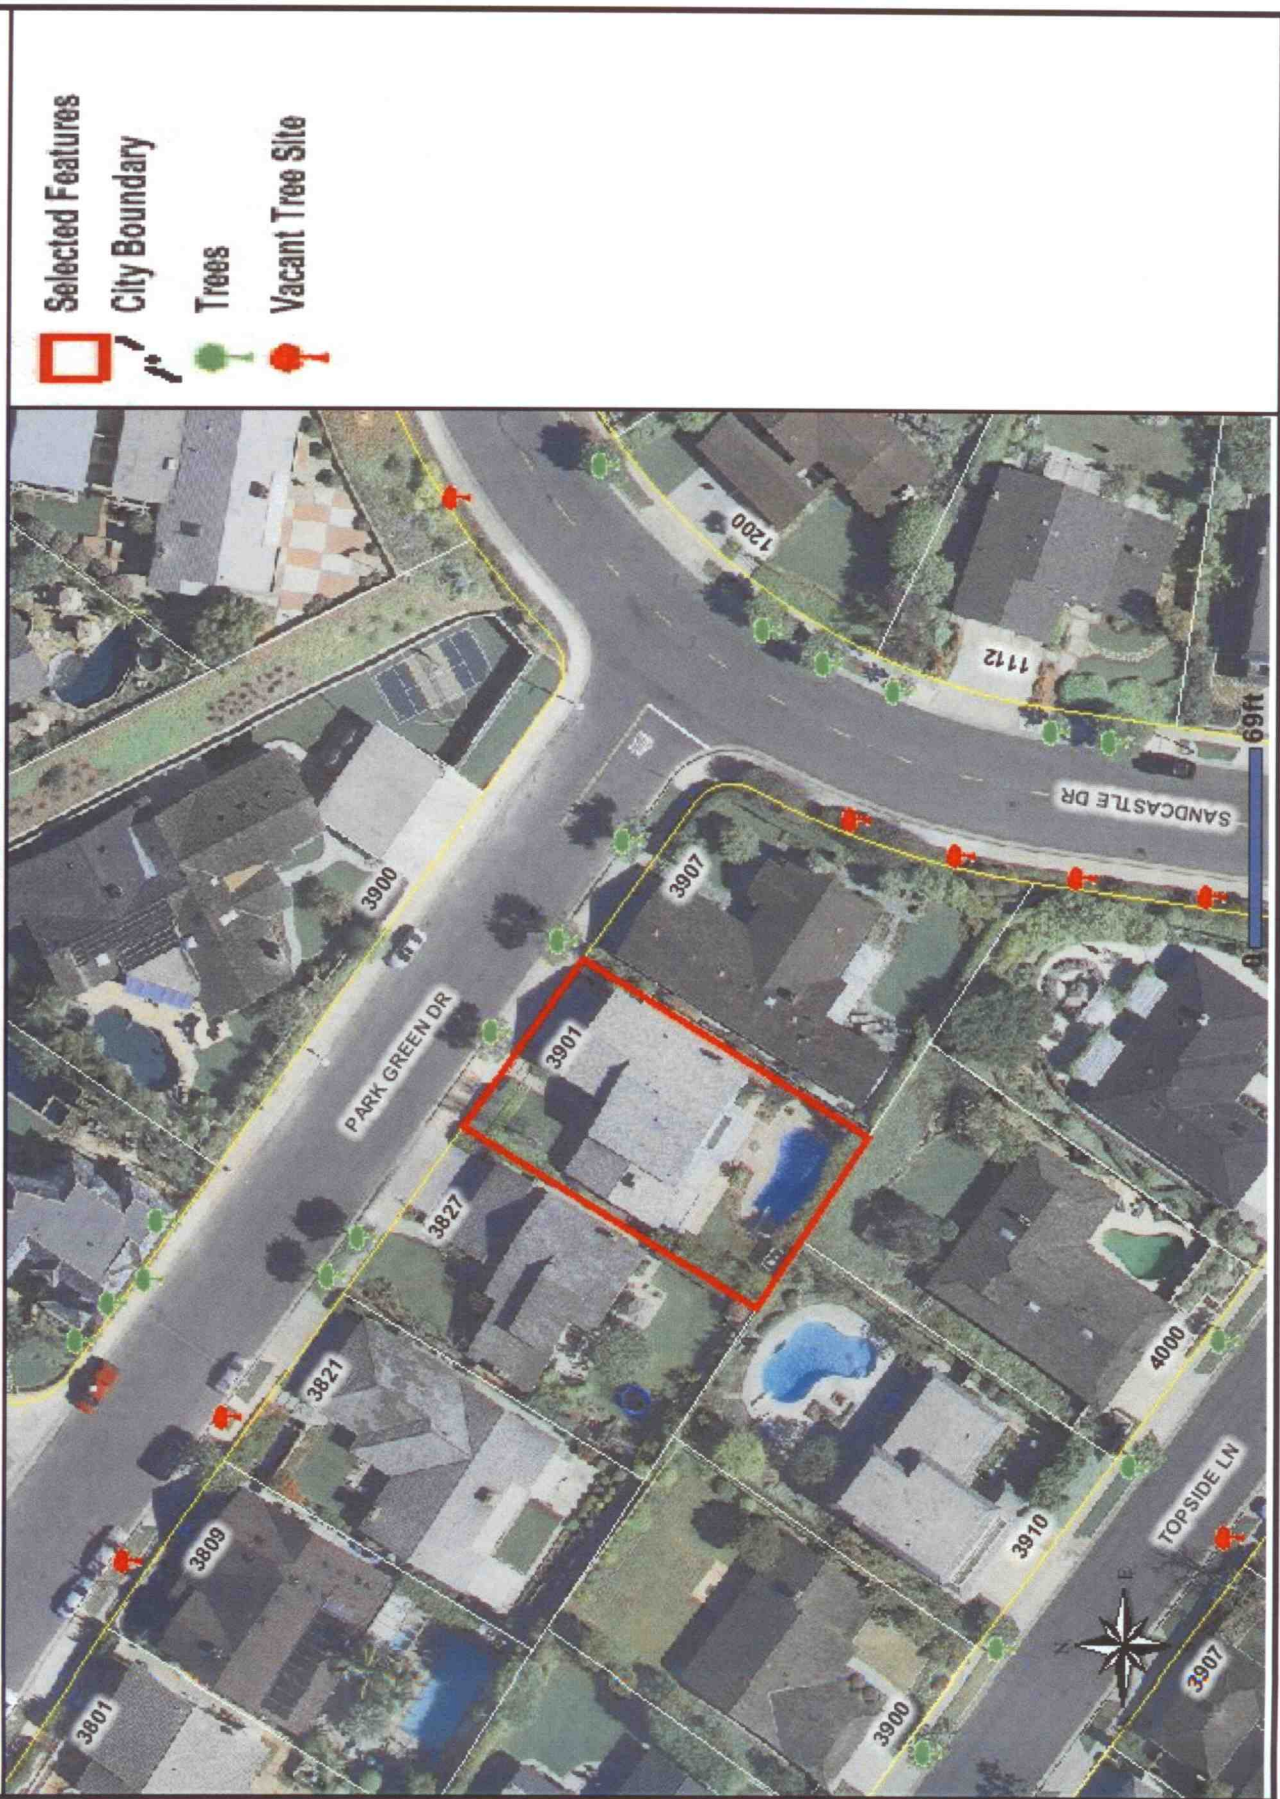 Selected Features
City Boundary
Trees
Vacant Tree Site
1200
1112
SANDCASTLE DR
0
69ft
3900
3907
PARK GREEN DR
3901
3827
3821
3809
3801
4000
3910
TOPSIDE LN
N
E
3900
3907